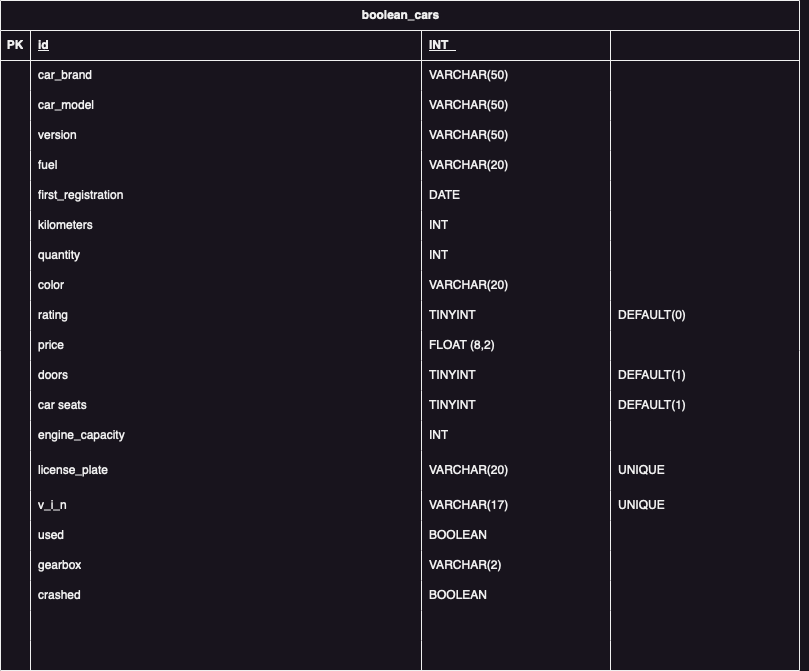 boolean_cars
PK id INT
car_brand VARCHAR(50)
car_model VARCHAR(50)
version VARCHAR(50)
fuel VARCHAR(20)
first_registration DATE
kilometers INT
quantity INT
color VARCHAR(20)
rating TINYINT DEFAULT(0)
price FLOAT (8,2)
doors TINYINT DEFAULT(1)
car seats TINYINT DEFAULT(1)
engine_capacity INT
license_plate VARCHAR(20) UNIQUE
v_i_n VARCHAR(17) UNIQUE
used BOOLEAN
gearbox VARCHAR(2)
crashed BOOLEAN